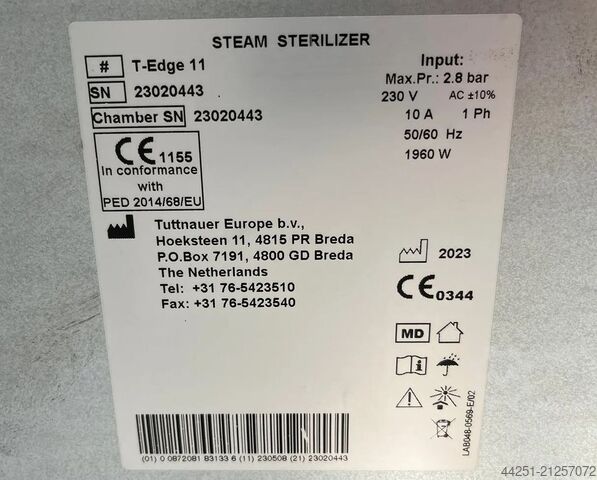 STEAM STERILIZER
# T-Edge 11
SN 23020443
Chamber SN 23020443
CE 1155
In conformance
with
PED 2014/68/EU
Input:
Max.Pr.: 2.8 bar
230 V AC ±10%
10 A 1 Ph
50/60 Hz
1960 W
Tuttnauer Europe b.v.,
Hoeksteen 11, 4815 PR Breda
P.O.Box 7191, 4800 GD Breda
The Netherlands
Tel: +31 76-5423510
Fax: +31 76-5423540
2023
CE 0344
MD
LAB048-0569-E/02
(01) 0 0872081 83133 6 (11) 230508 (21) 23020443
44251-21257072